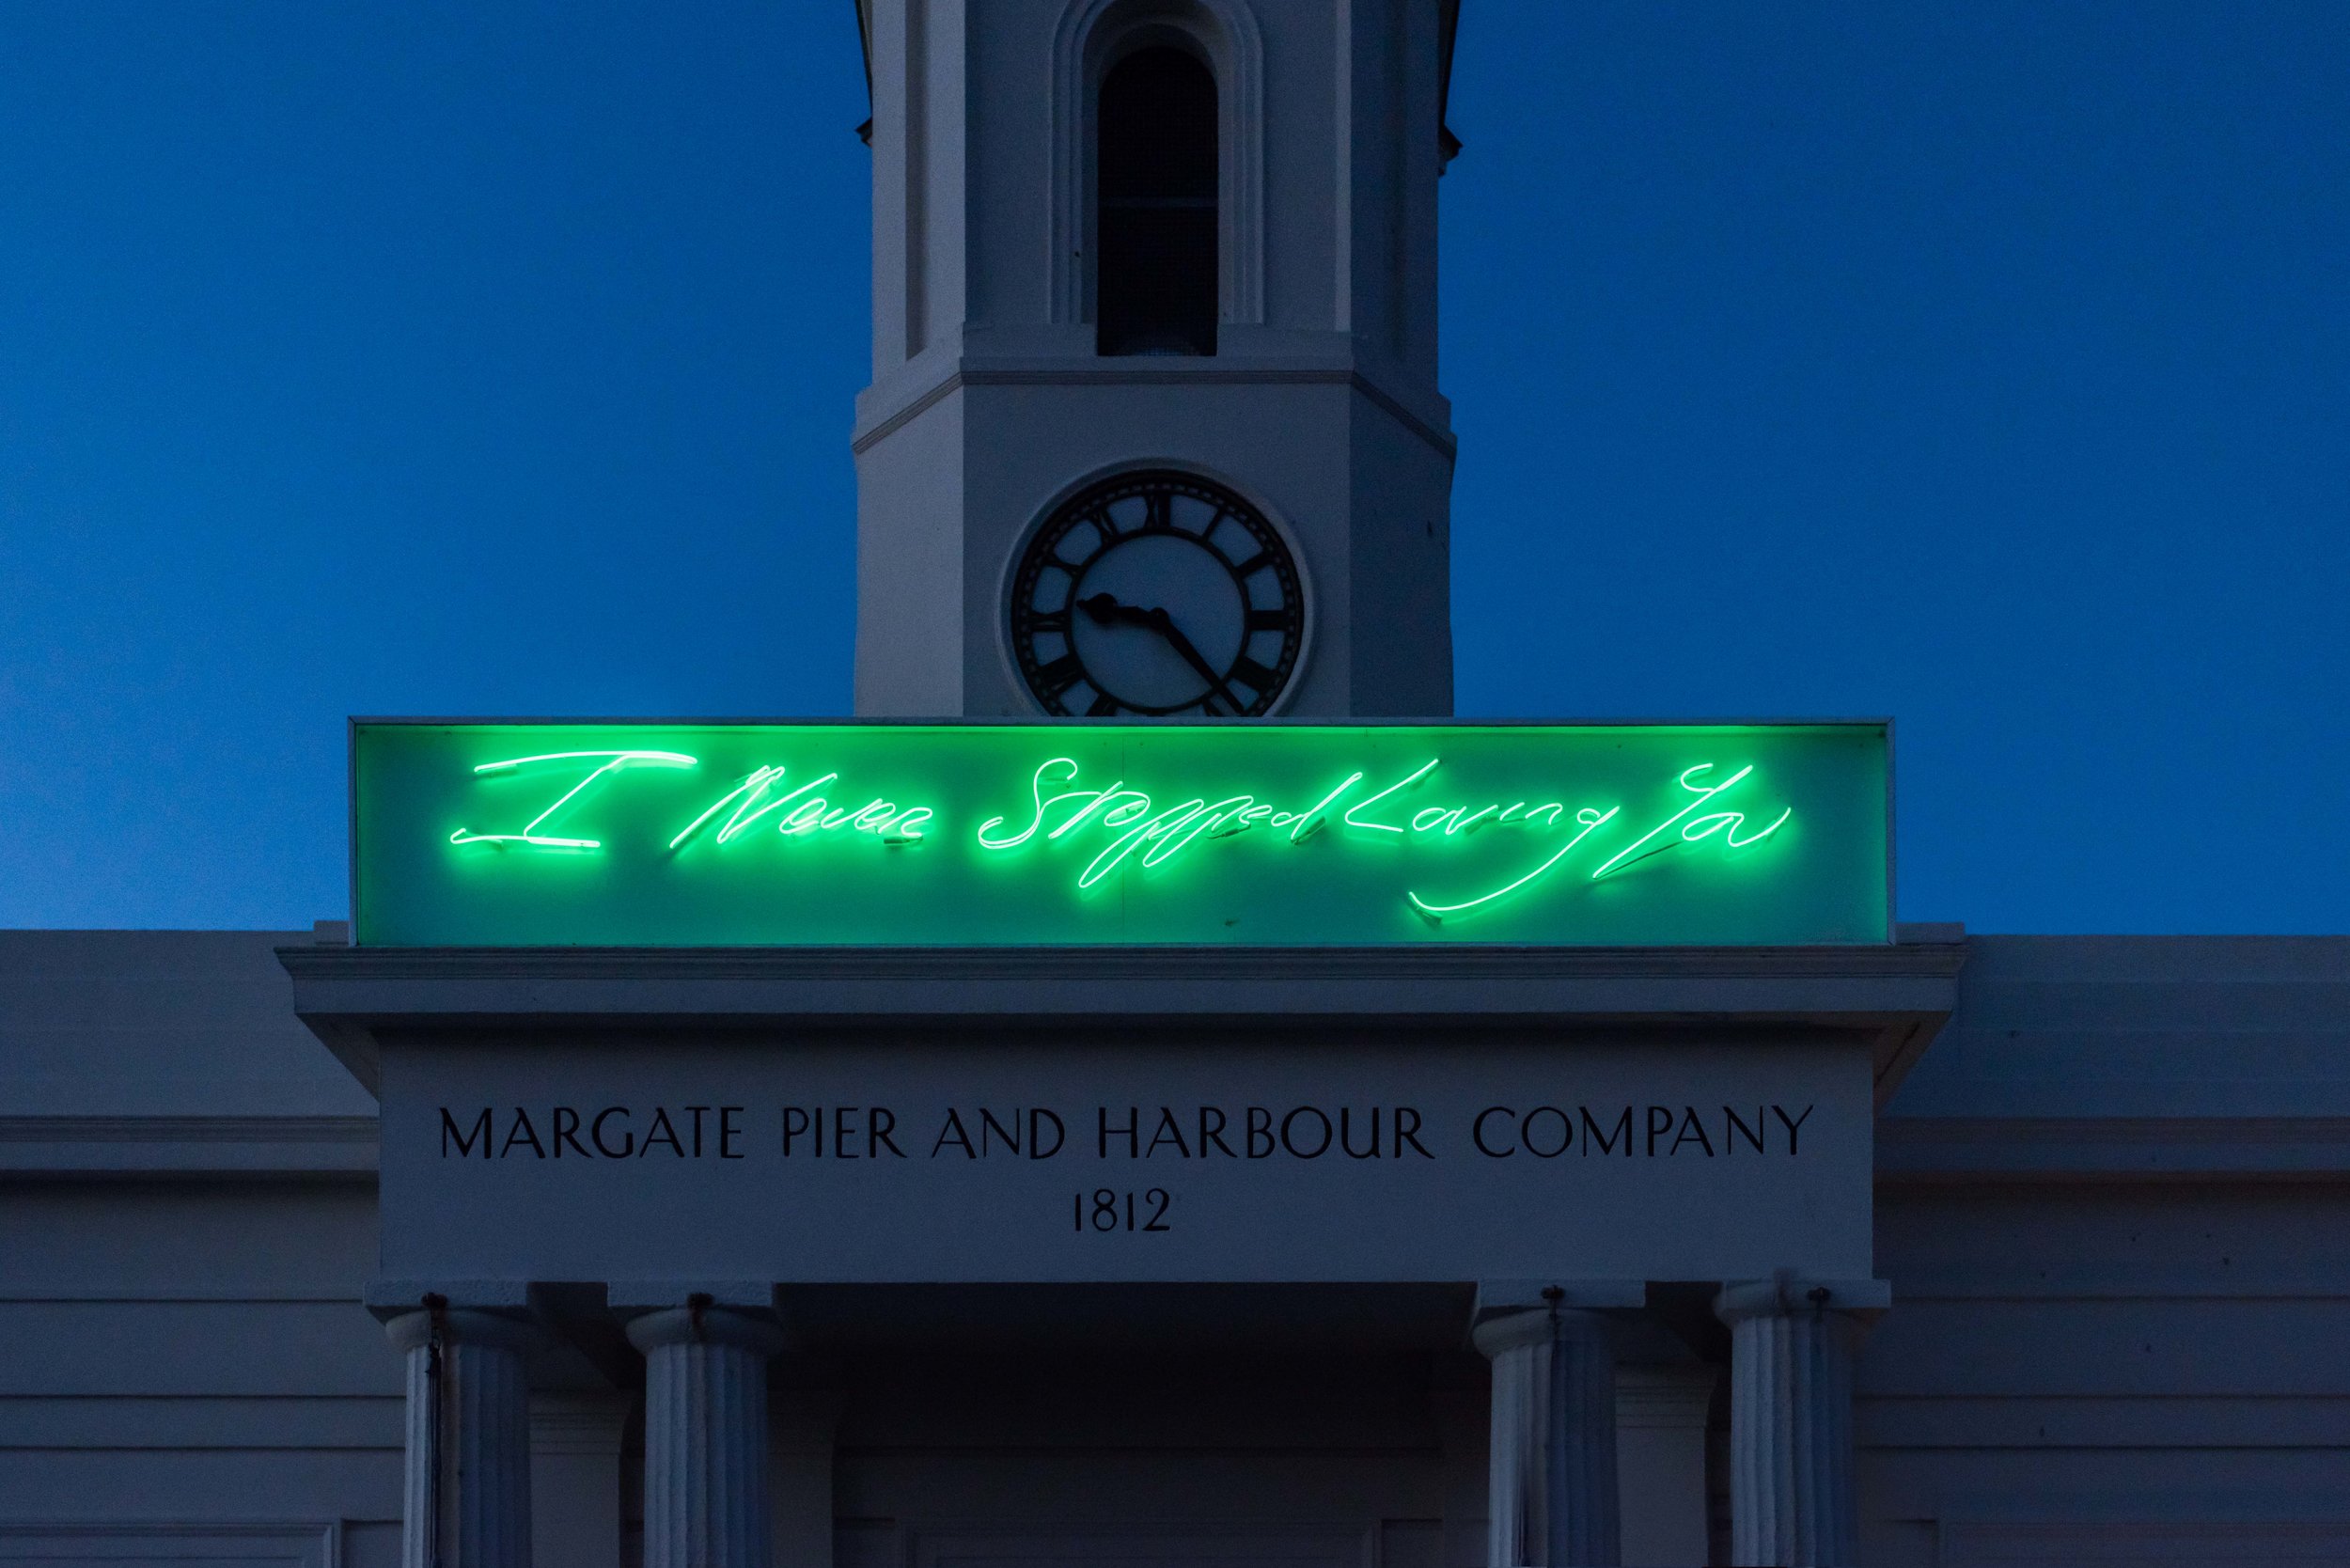 I Never Stopped Loving You
MARGATE PIER AND HARBOUR COMPANY
1812